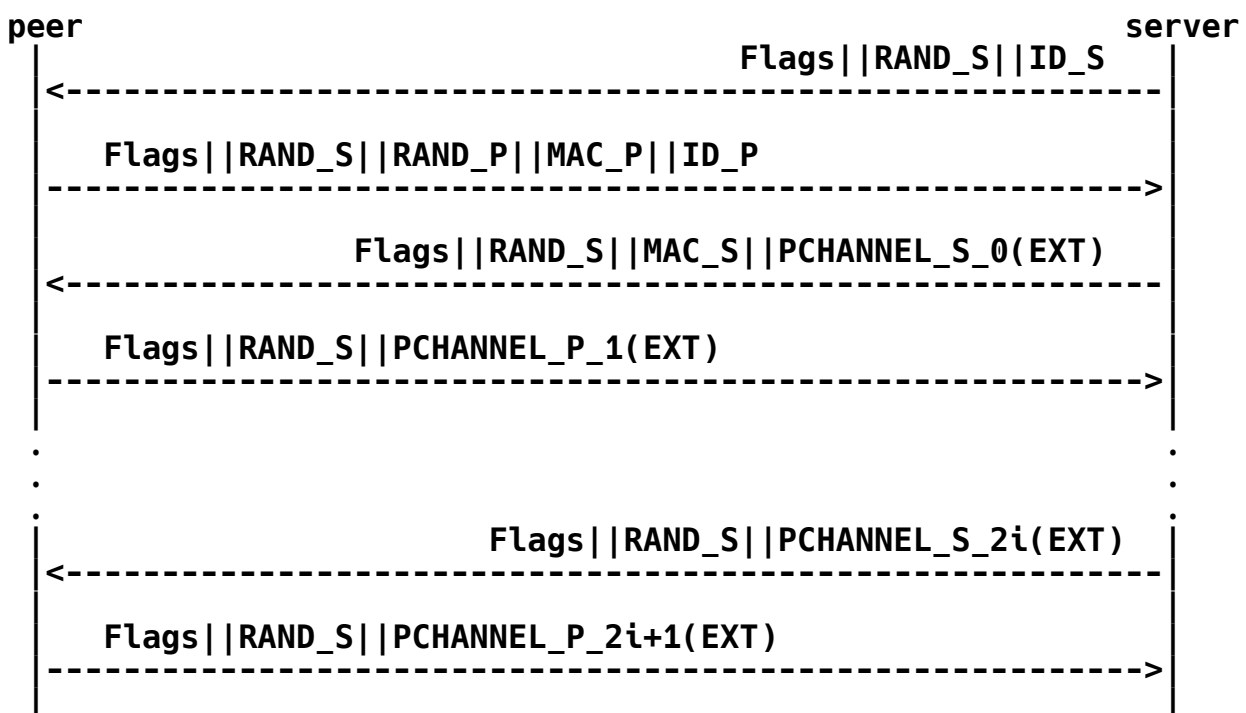 peer server
Flags||RAND_S||ID_S
Flags||RAND_S||RAND_P||MAC_P||ID_P
Flags||RAND_S||MAC_S||PCHANNEL_S_0(EXT)
Flags||RAND_S||PCHANNEL_P_1(EXT)
Flags||RAND_S||PCHANNEL_S_2i(EXT)
Flags||RAND_S||PCHANNEL_P_2i+1(EXT)